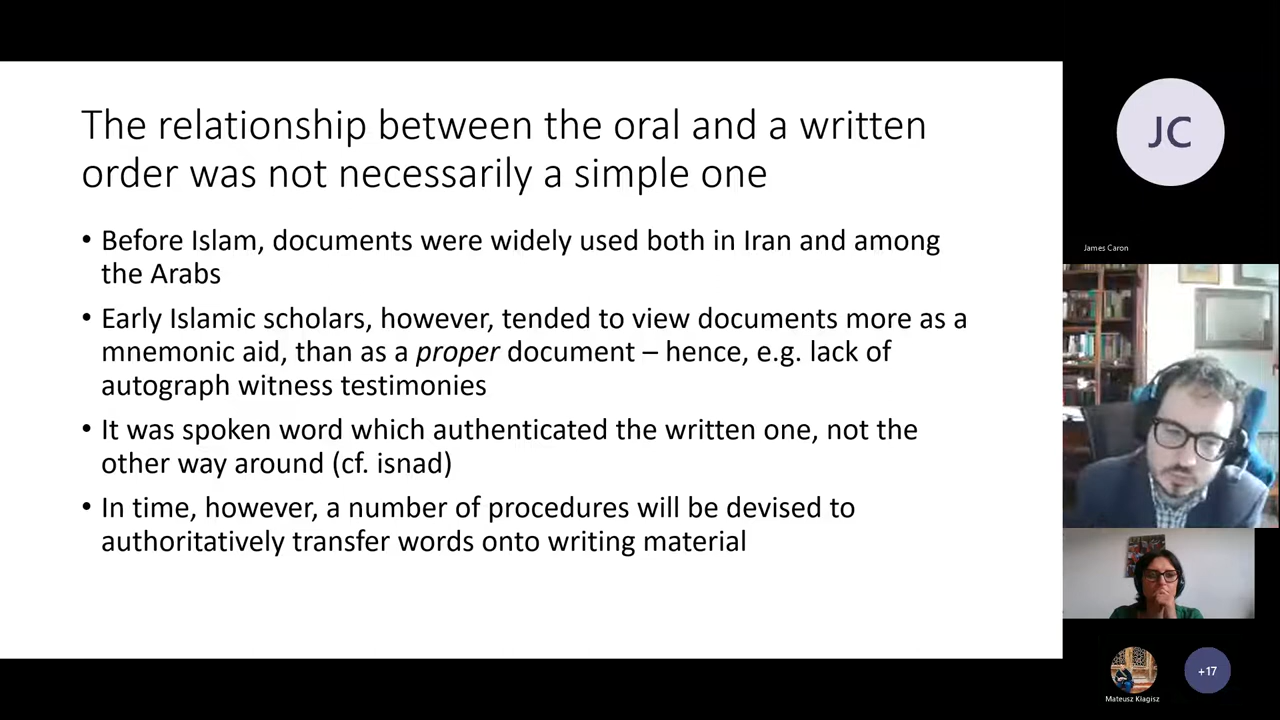 The relationship between the oral and a written
order was not necessarily a simple one
• Before Islam, documents were widely used both in Iran and among
the Arabs
• Early Islamic scholars, however, tended to view documents more as a
mnemonic aid, than as a proper document – hence, e.g. lack of
autograph witness testimonies
• It was spoken word which authenticated the written one, not the
other way around (cf. isnad)
• In time, however, a number of procedures will be devised to
authoritatively transfer words onto writing material
JC
James Caron
Mateusz Kłagisz
+17